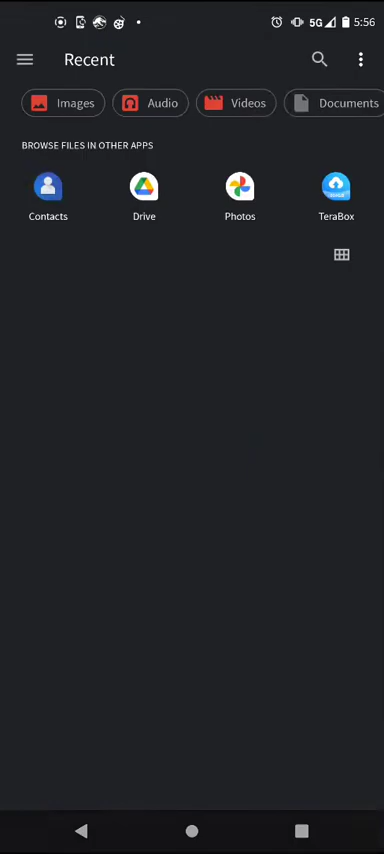 5G 5:56
Recent
Images Audio Videos Documents
BROWSE FILES IN OTHER APPS
Contacts Drive Photos TeraBox